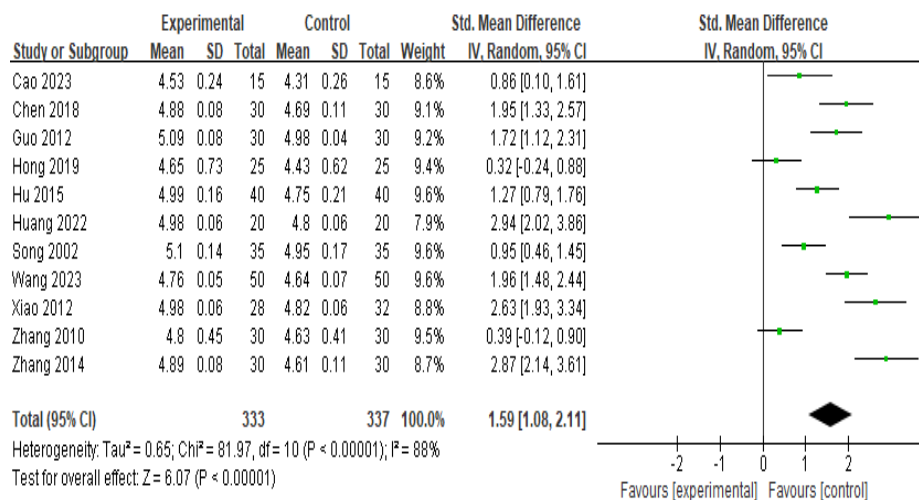 Experimental Control Std. Mean Difference Std. Mean Difference
Study or Subgroup Mean SD Total Mean SD Total Weight IV, Random, 95% CI IV, Random, 95% CI
Cao 2023 4.53 0.24 15 4.31 0.26 15 8.6% 0.86 [0.10, 1.61]
Chen 2018 4.88 0.08 30 4.69 0.11 30 9.1% 1.95 [1.33, 2.57]
Guo 2012 5.09 0.08 30 4.98 0.04 30 9.2% 1.72 [1.12, 2.31]
Hong 2019 4.65 0.73 25 4.43 0.62 25 9.4% 0.32 [-0.24, 0.88]
Hu 2015 4.99 0.16 40 4.75 0.21 40 9.6% 1.27 [0.79, 1.76]
Huang 2022 4.98 0.06 20 4.8 0.06 20 7.9% 2.94 [2.02, 3.86]
Song 2002 5.1 0.14 35 4.95 0.17 35 9.6% 0.95 [0.46, 1.45]
Wang 2023 4.76 0.05 50 4.64 0.07 50 9.6% 1.96 [1.48, 2.44]
Xiao 2012 4.98 0.06 28 4.82 0.06 32 8.8% 2.63 [1.93, 3.34]
Zhang 2010 4.8 0.45 30 4.63 0.41 30 9.5% 0.39 [-0.12, 0.90]
Zhang 2014 4.89 0.08 30 4.61 0.11 30 8.7% 2.87 [2.14, 3.61]
Total (95% CI) 333 337 100.0% 1.59 [1.08, 2.11]
Heterogeneity: Tau² = 0.65; Chi² = 81.97, df = 10 (P < 0.00001); I² = 88%
Test for overall effect: Z = 6.07 (P < 0.00001)
-2 -1 0 1 2
Favours [experimental] Favours [control]